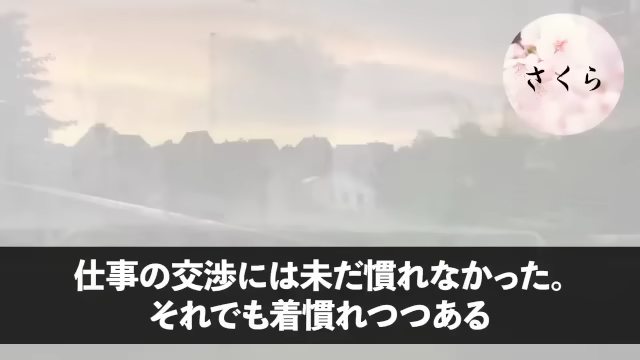 さくら
仕事の交渉には未だ慣れなかった。
それでも着慣れつつある